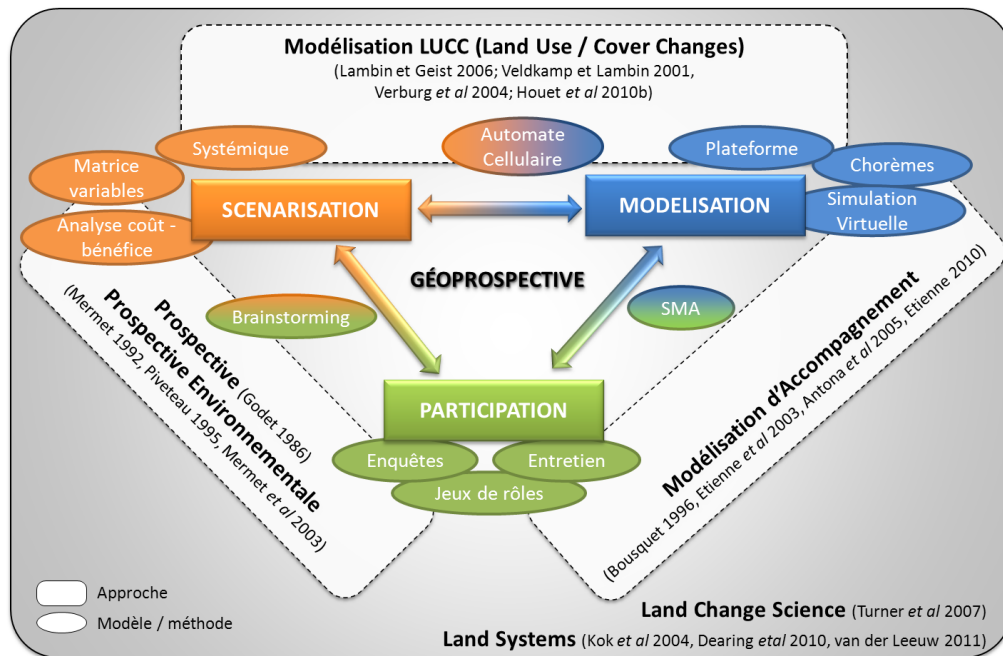 Modélisation LUCC (Land Use / Cover Changes)
(Lambin et Geist 2006; Veldkamp et Lambin 2001,
Verburg et al 2004; Houet et al 2010b)
Systémique
Automate
Cellulaire
Plateforme
Matrice
variables
Chorèmes
SCENARISATION
MODELISATION
Simulation
Virtuelle
Analyse coût -
bénéfice
GÉOPROSPECTIVE
Brainstorming
SMA
Prospective (Godet 1986)
Prospective Environnementale
(Mermet 1992, Piveteau 1995, Mermet et al 2003)
Modélisation d'Accompagnement
(Bousquet 1996, Etienne et al 2003, Antona et al 2005, Etienne 2010)
PARTICIPATION
Enquêtes
Entretien
Jeux de rôles
Approche
Modèle / méthode
Land Change Science (Turner et al 2007)
Land Systems (Kok et al 2004, Dearing etal 2010, van der Leeuw 2011)